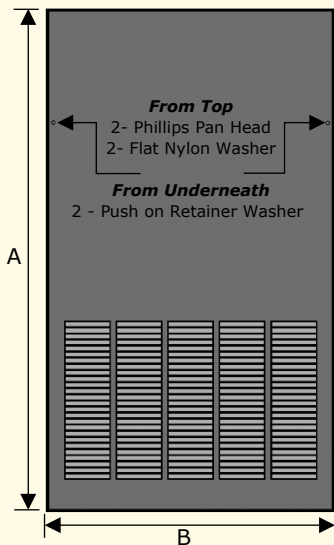 From Top
2- Phillips Pan Head
2- Flat Nylon Washer
From Underneath
2 - Push on Retainer Washer
A
B